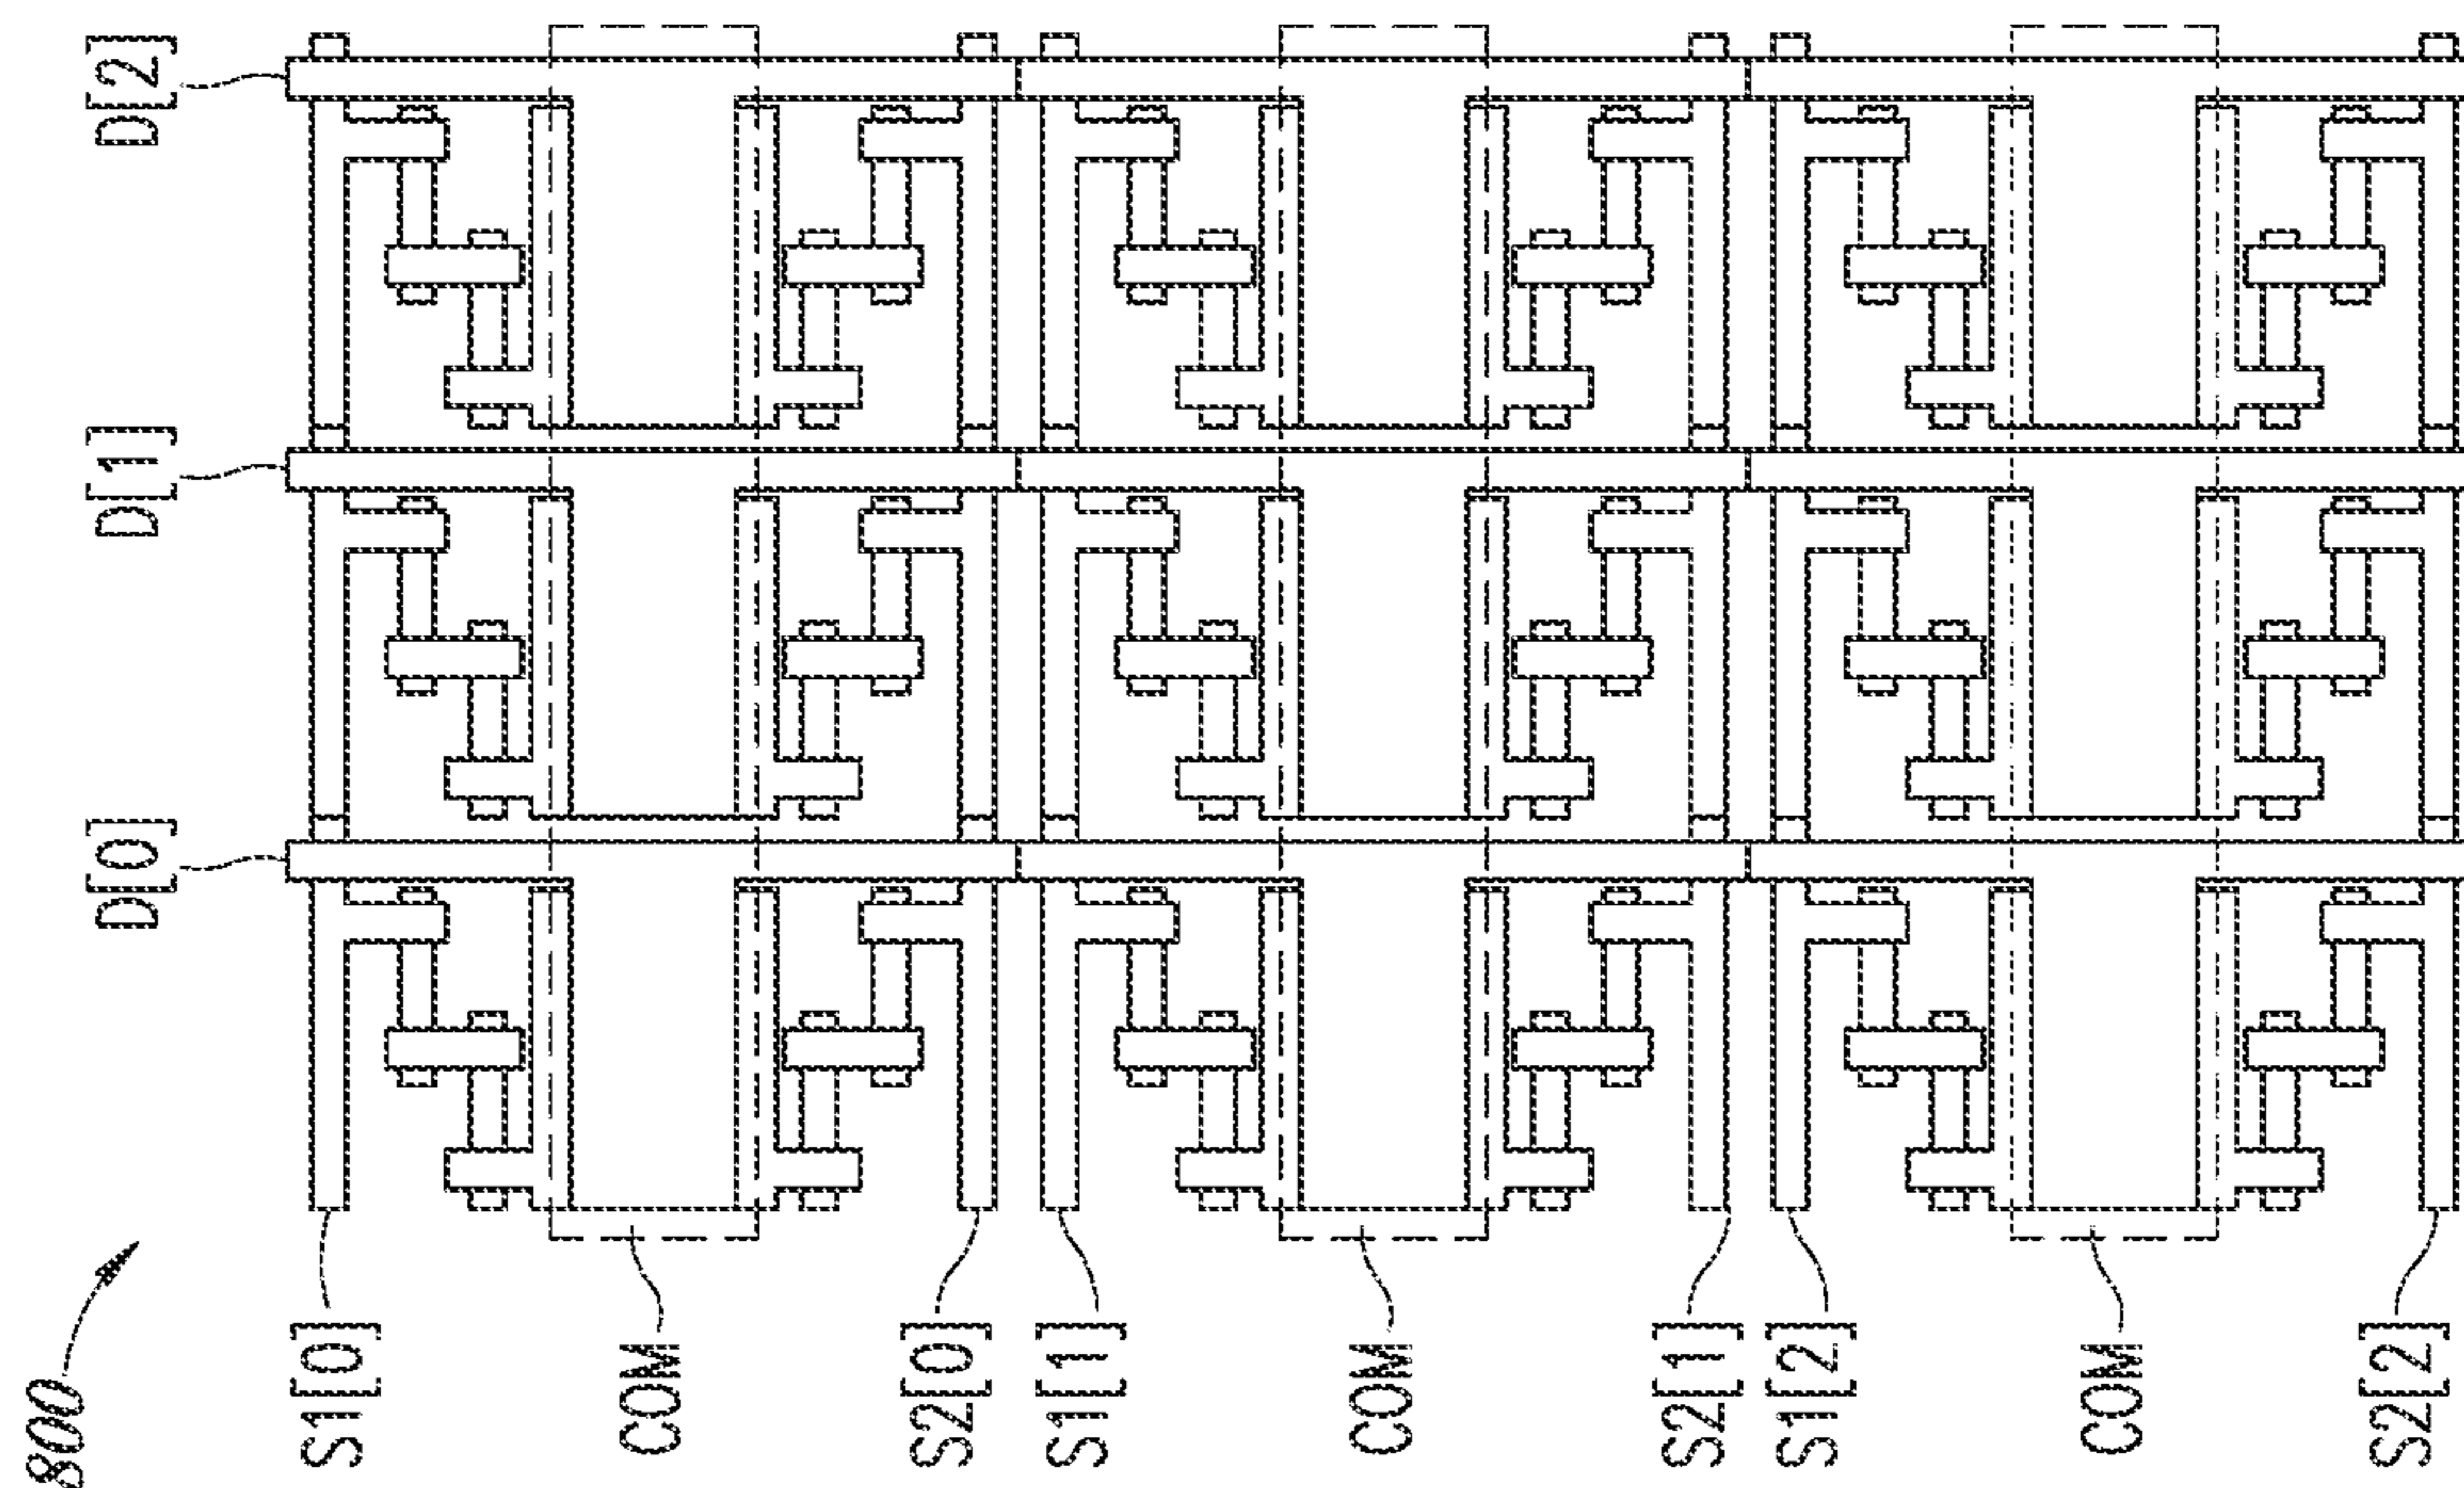 D[2]
D[1]
D[0]
800
S1[0]
COM
S2[0]
S1[1]
COM
S2[1]
S1[2]
COM
S2[2]